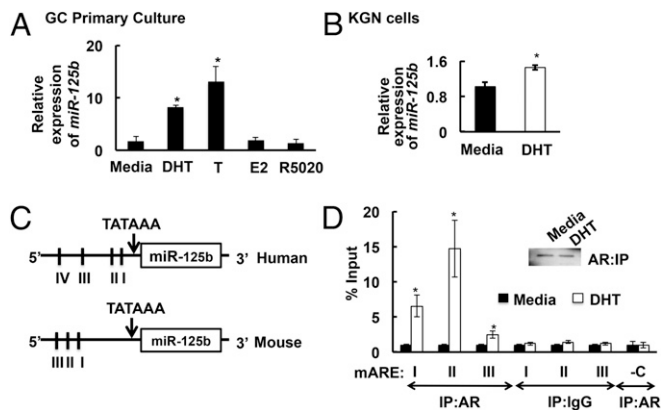 A GC Primary Culture
Relative expression of miR-125b
20
10
0
*
*
Media DHT T E2 R5020
B KGN cells
Relative expression of miR-125b
1.6
0.8
0
*
Media DHT
C
TATAAA
5' miR-125b 3' Human
IV III II I
TATAAA
5' miR-125b 3' Mouse
III II I
D
% Input
20
15
10
5
0
*
*
*
Media
DHT
AR:IP
Media DHT
mARE: I II III I II III -C
IP:AR IP:IgG IP:AR